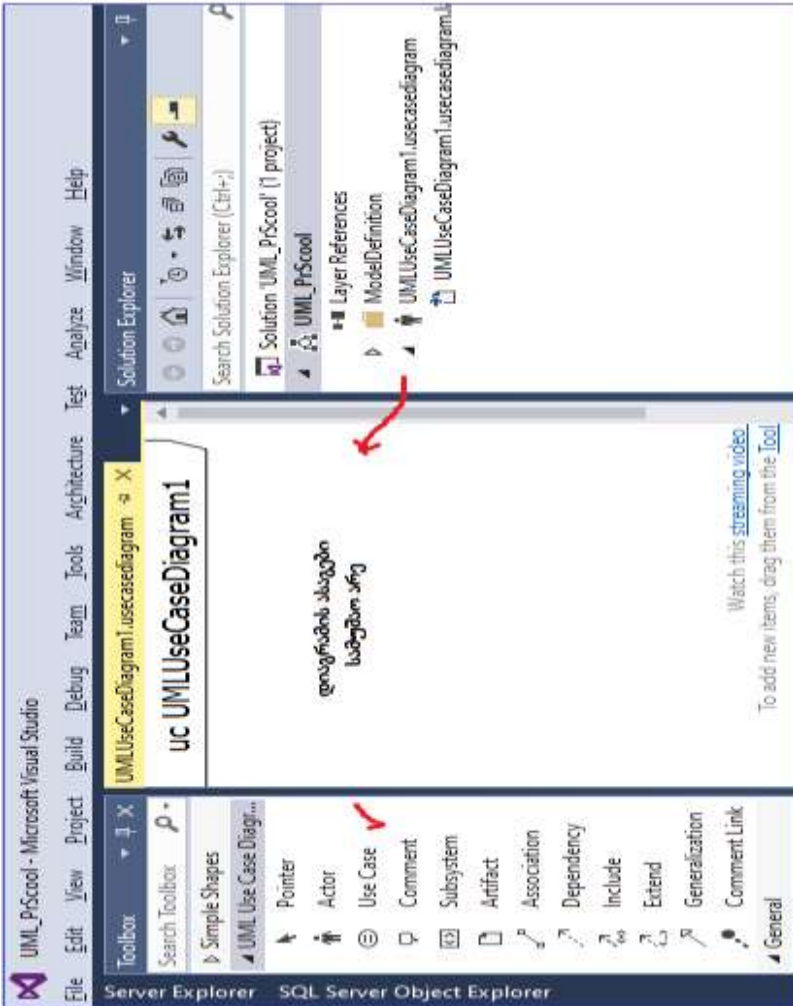 UML_PrScool - Microsoft Visual Studio
File Edit View Project Build Debug Team Tools Architecture Test Analyze Window Help
Server Explorer
SQL Server Object Explorer
Toolbox
Search Toolbox
Simple Shapes
UML Use Case Diagr...
Pointer
Actor
Use Case
Comment
Subsystem
Artifact
Association
Dependency
Include
Extend
Generalization
Comment Link
General
UMLUseCaseDiagram1.usecasediagram
uc UMLUseCaseDiagram1
დიაგრამის ასაგები
სამუშაო არე
Watch this streaming video
To add new items, drag them from the Tool
Solution Explorer
Search Solution Explorer (Ctrl+;)
Solution 'UML_PrScool' (1 project)
UML_PrScool
Layer References
ModelDefinition
UMLUseCaseDiagram1.usecasediagram
UMLUseCaseDiagram1.usecasediagram.l